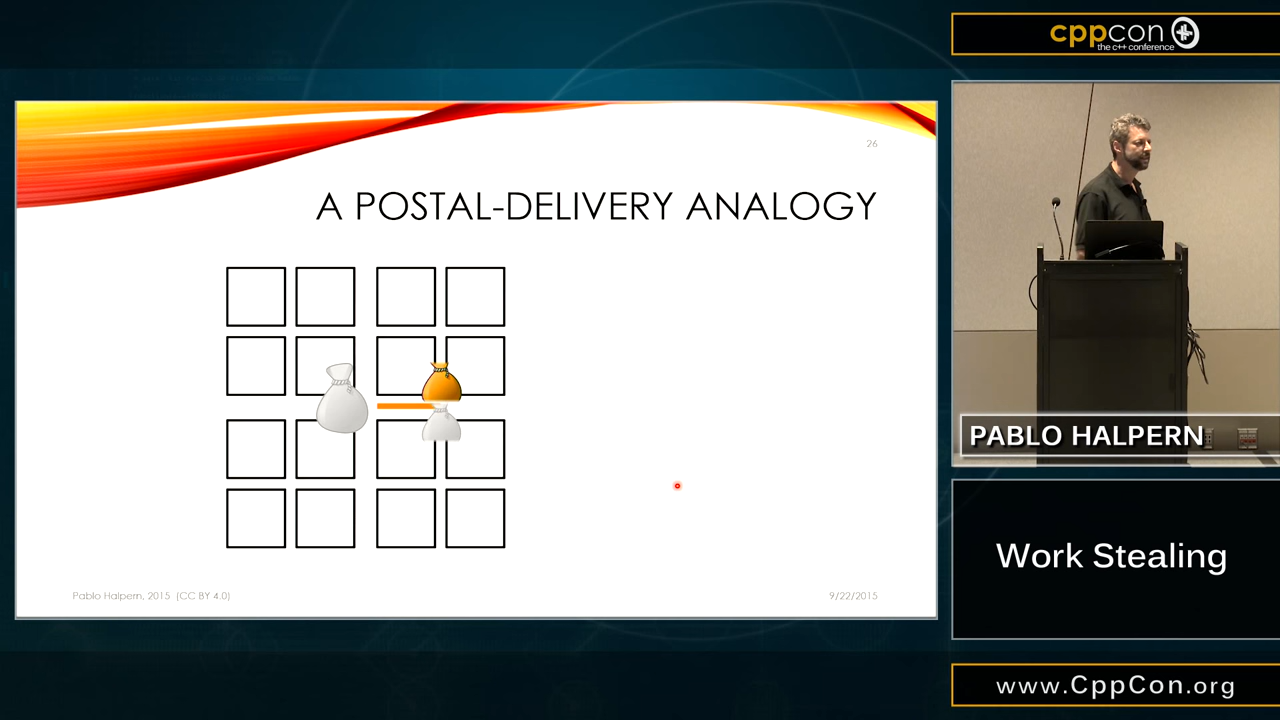 cppcon
the c++ conference
26
A POSTAL-DELIVERY ANALOGY
PABLO HALPERN
Work Stealing
Pablo Halpern, 2015 (CC BY 4.0)
9/22/2015
www.CppCon.org